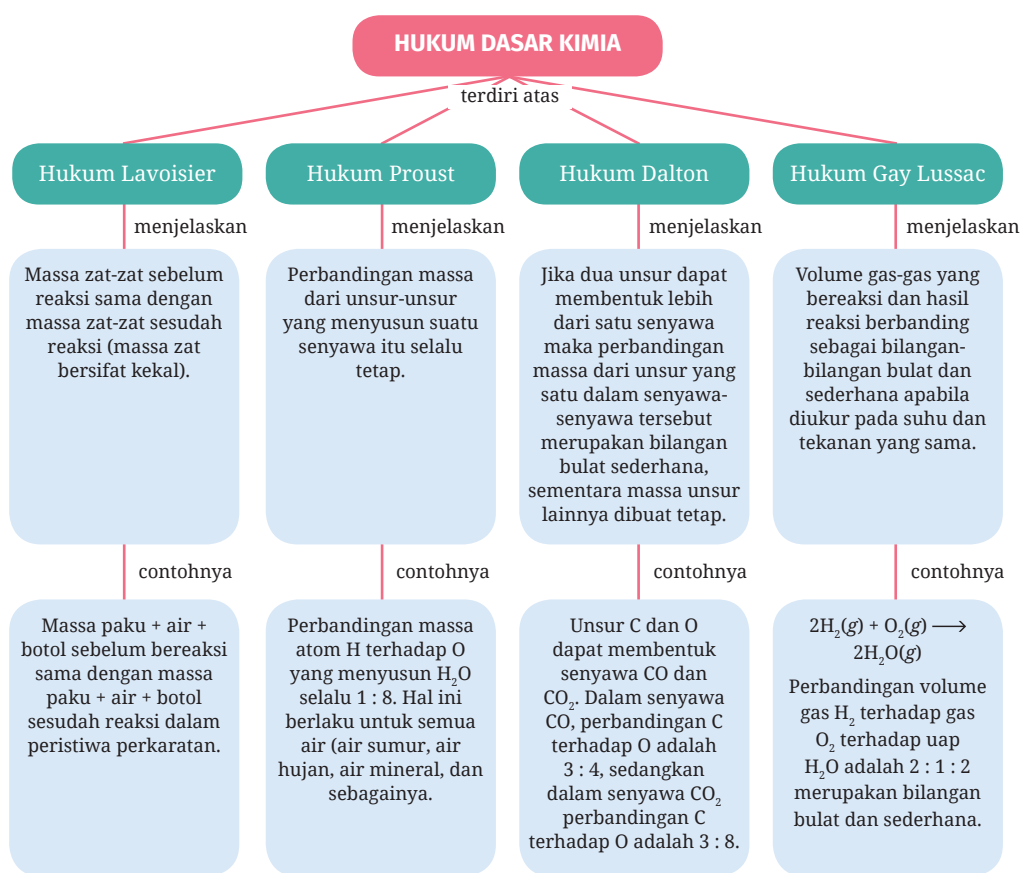 HUKUM DASAR KIMIA
terdiri atas
Hukum Lavoisier
menjelaskan
Massa zat-zat sebelum
reaksi sama dengan
massa zat-zat sesudah
reaksi (massa zat
bersifat kekal).
contohnya
Massa paku + air +
botol sebelum bereaksi
sama dengan massa
paku + air + botol
sesudah reaksi dalam
peristiwa perkaratan.
Hukum Proust
menjelaskan
Perbandingan massa
dari unsur-unsur
yang menyusun suatu
senyawa itu selalu
tetap.
contohnya
Perbandingan massa
atom H terhadap O
yang menyusun H₂O
selalu 1 : 8. Hal ini
berlaku untuk semua
air (air sumur, air
hujan, air mineral, dan
sebagainya.
Hukum Dalton
menjelaskan
Jika dua unsur dapat
membentuk lebih
dari satu senyawa
maka perbandingan
massa dari unsur yang
satu dalam senyawa-
senyawa tersebut
merupakan bilangan
bulat sederhana,
sementara massa unsur
lainnya dibuat tetap.
contohnya
Unsur C dan O
dapat membentuk
senyawa CO dan
CO₂. Dalam senyawa
CO, perbandingan C
terhadap O adalah
3 : 4, sedangkan
dalam senyawa CO₂
perbandingan C
terhadap O adalah 3 : 8.
Hukum Gay Lussac
menjelaskan
Volume gas-gas yang
bereaksi dan hasil
reaksi berbanding
sebagai bilangan-
bilangan bulat dan
sederhana apabila
diukur pada suhu dan
tekanan yang sama.
contohnya
2H₂(g) + O₂(g) ⟶
2H₂O(g)
Perbandingan volume
gas H₂ terhadap gas
O₂ terhadap uap
H₂O adalah 2 : 1 : 2
merupakan bilangan
bulat dan sederhana.